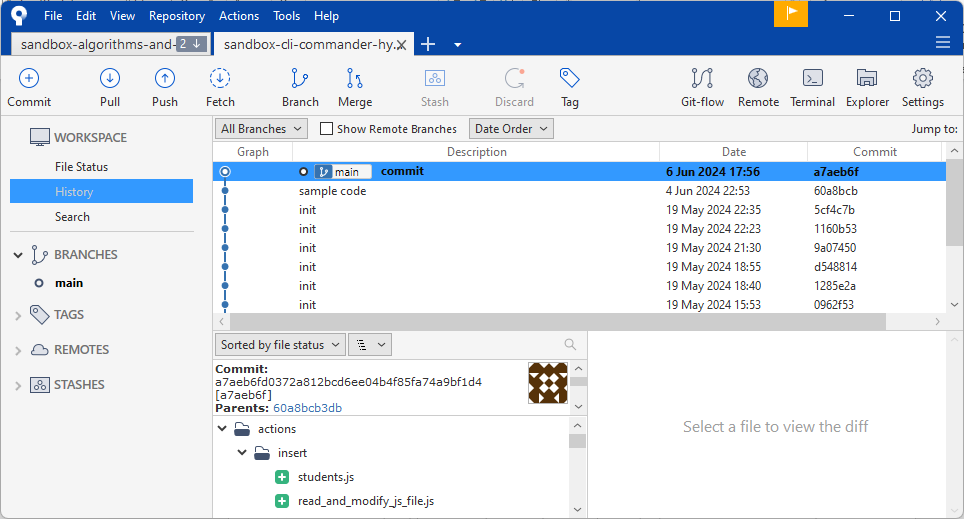 File Edit View Repository Actions Tools Help
sandbox-algorithms-and- 2 sandbox-cli-commander-hy...
Commit Pull Push Fetch Branch Merge Stash Discard Tag Git-flow Remote Terminal Explorer Settings
WORKSPACE
File Status
History
Search
BRANCHES
main
TAGS
REMOTES
STASHES
All Branches Show Remote Branches Date Order Jump to:
Graph Description Date Commit
main commit 6 Jun 2024 17:56 a7aeb6f
sample code 4 Jun 2024 22:53 60a8bcb
init 19 May 2024 22:35 5cf4c7b
init 19 May 2024 22:23 1160b53
init 19 May 2024 21:30 9a07450
init 19 May 2024 18:55 d548814
init 19 May 2024 18:40 1285e2a
init 19 May 2024 15:53 0962f53
Sorted by file status
Commit:
a7aeb6fd0372a812bcd6ee04b4f85fa74a9bf1d4
[a7aeb6f]
Parents: 60a8bcb3db
actions
insert
students.js
read_and_modify_js_file.js
Select a file to view the diff